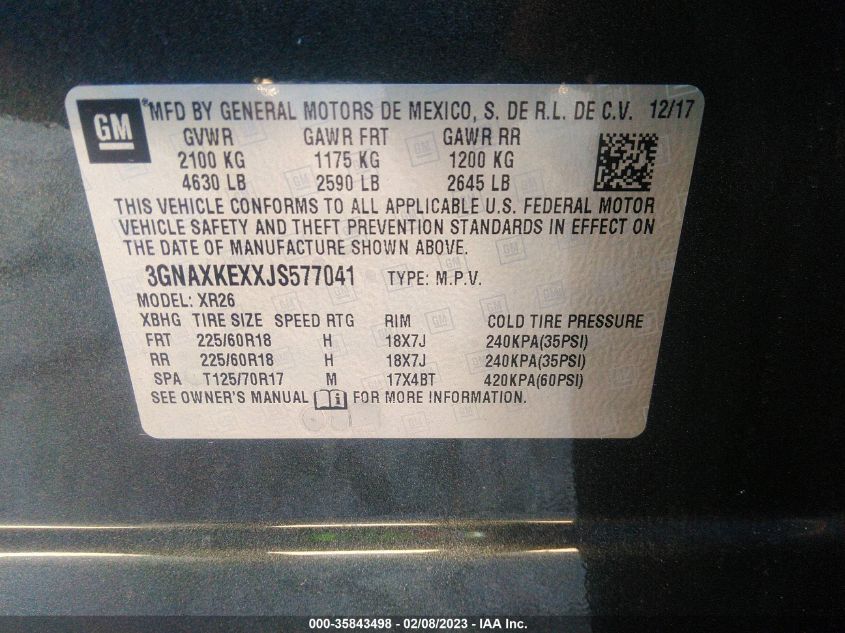 GM ® MFD BY GENERAL MOTORS DE MEXICO, S. DE R.L. DE C.V. 12/17
GVWR GAWR FRT GAWR RR
2100 KG 1175 KG 1200 KG
4630 LB 2590 LB 2645 LB
THIS VEHICLE CONFORMS TO ALL APPLICABLE U.S. FEDERAL MOTOR
VEHICLE SAFETY AND THEFT PREVENTION STANDARDS IN EFFECT ON
THE DATE OF MANUFACTURE SHOWN ABOVE.
3GNAXKEXXJS577041 TYPE: M.P.V.
MODEL: XR26
XBHG TIRE SIZE SPEED RTG RIM COLD TIRE PRESSURE
FRT 225/60R18 H 18X7J 240KPA(35PSI)
RR 225/60R18 H 18X7J 240KPA(35PSI)
SPA T125/70R17 M 17X4BT 420KPA(60PSI)
SEE OWNER'S MANUAL i FOR MORE INFORMATION.
000-35843498 - 02/08/2023 - IAA Inc.